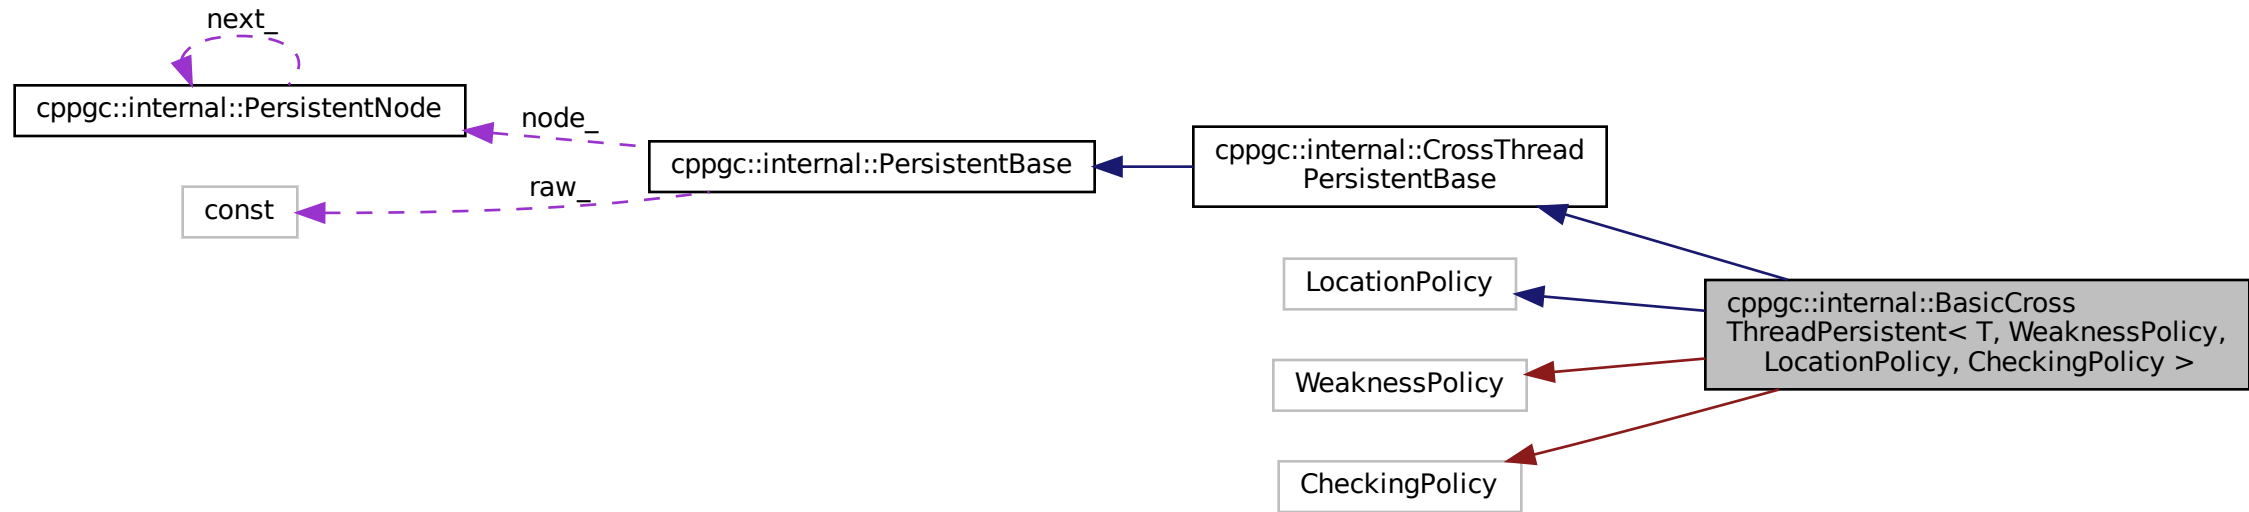 next_
cppgc::internal::PersistentNode
node_
cppgc::internal::PersistentBase
cppgc::internal::CrossThread
PersistentBase
raw_
const
LocationPolicy
cppgc::internal::BasicCross
ThreadPersistent< T, WeaknessPolicy,
LocationPolicy, CheckingPolicy >
WeaknessPolicy
CheckingPolicy